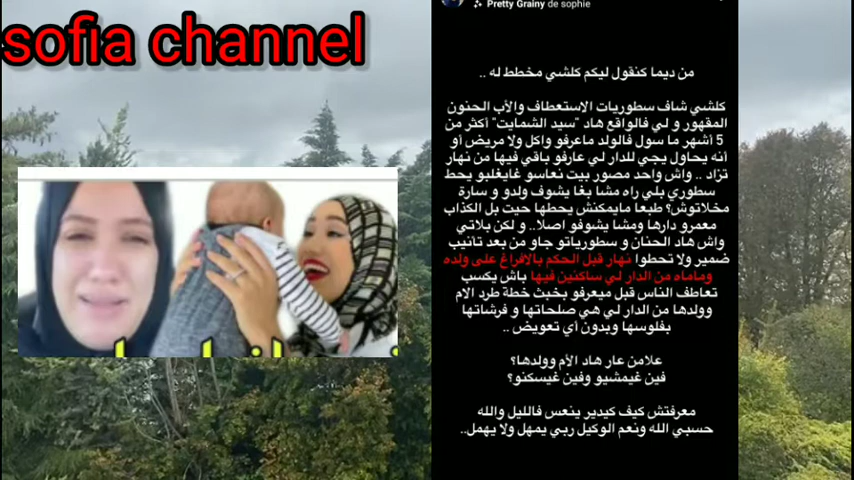 sofia channel
Pretty Grainy de sophie
من ديما كنقول ليكم كلشي مخطط له ..
كلشي شاف سطوريات الاستعطاف والأب الحنون
المقهور و لي فالواقع هاد "سيد الشمايت" أكثر من
5 أشهر ما سول فالولد ماعرفو واكل ولا مريض أو
أنه يحاول يجي للدار لي عارفو باقي فيها من نهار
تزاد .. واش واحد مصور بيت نعاسو غايغلبو يحط
سطوري بلي راه مشا بغا يشوف ولدو و سارة
مخلاتوش؟ طبعا مايمكنش يحطها حيت بل الكذاب
معمرو دارها ومشا يشوفو اصلا.. و لكن بلاتي
واش هاد الحنان و سطورياتو جاو من بعد تأنيب
ضمير ولا تحطوا نهار قبل الحكم بالافراغ على ولده
وماماه من الدار لي ساكنين فيها باش يكسب
تعاطف الناس قبل ميعرفو بخبث خطة طرد الام
وولدها من الدار لي هي صلحاتها و فرشاتها
بفلوسها وبدون أي تعويض ..
علامن عار هاد الأم وولدها؟
فين غيمشيو وفين غيسكنو؟
معرفتش كيف كيدير ينعس فالليل والله
حسبي الله ونعم الوكيل ربي يمهل ولا يهمل..